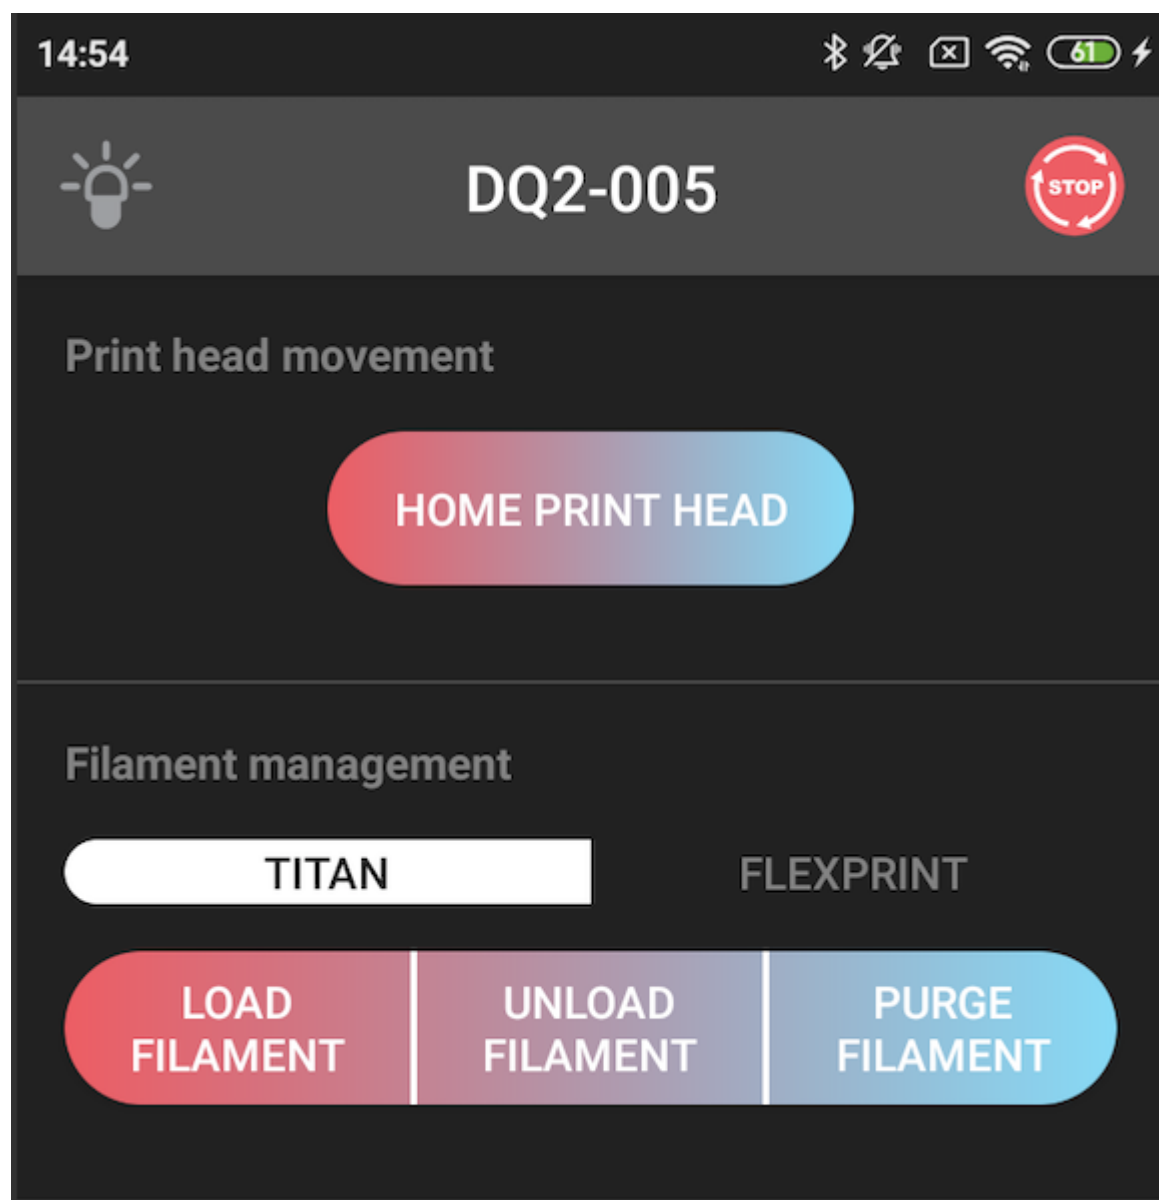 14:54
61
DQ2-005
STOP
Print head movement
HOME PRINT HEAD
Filament management
TITAN
FLEXPRINT
LOAD
FILAMENT
UNLOAD
FILAMENT
PURGE
FILAMENT